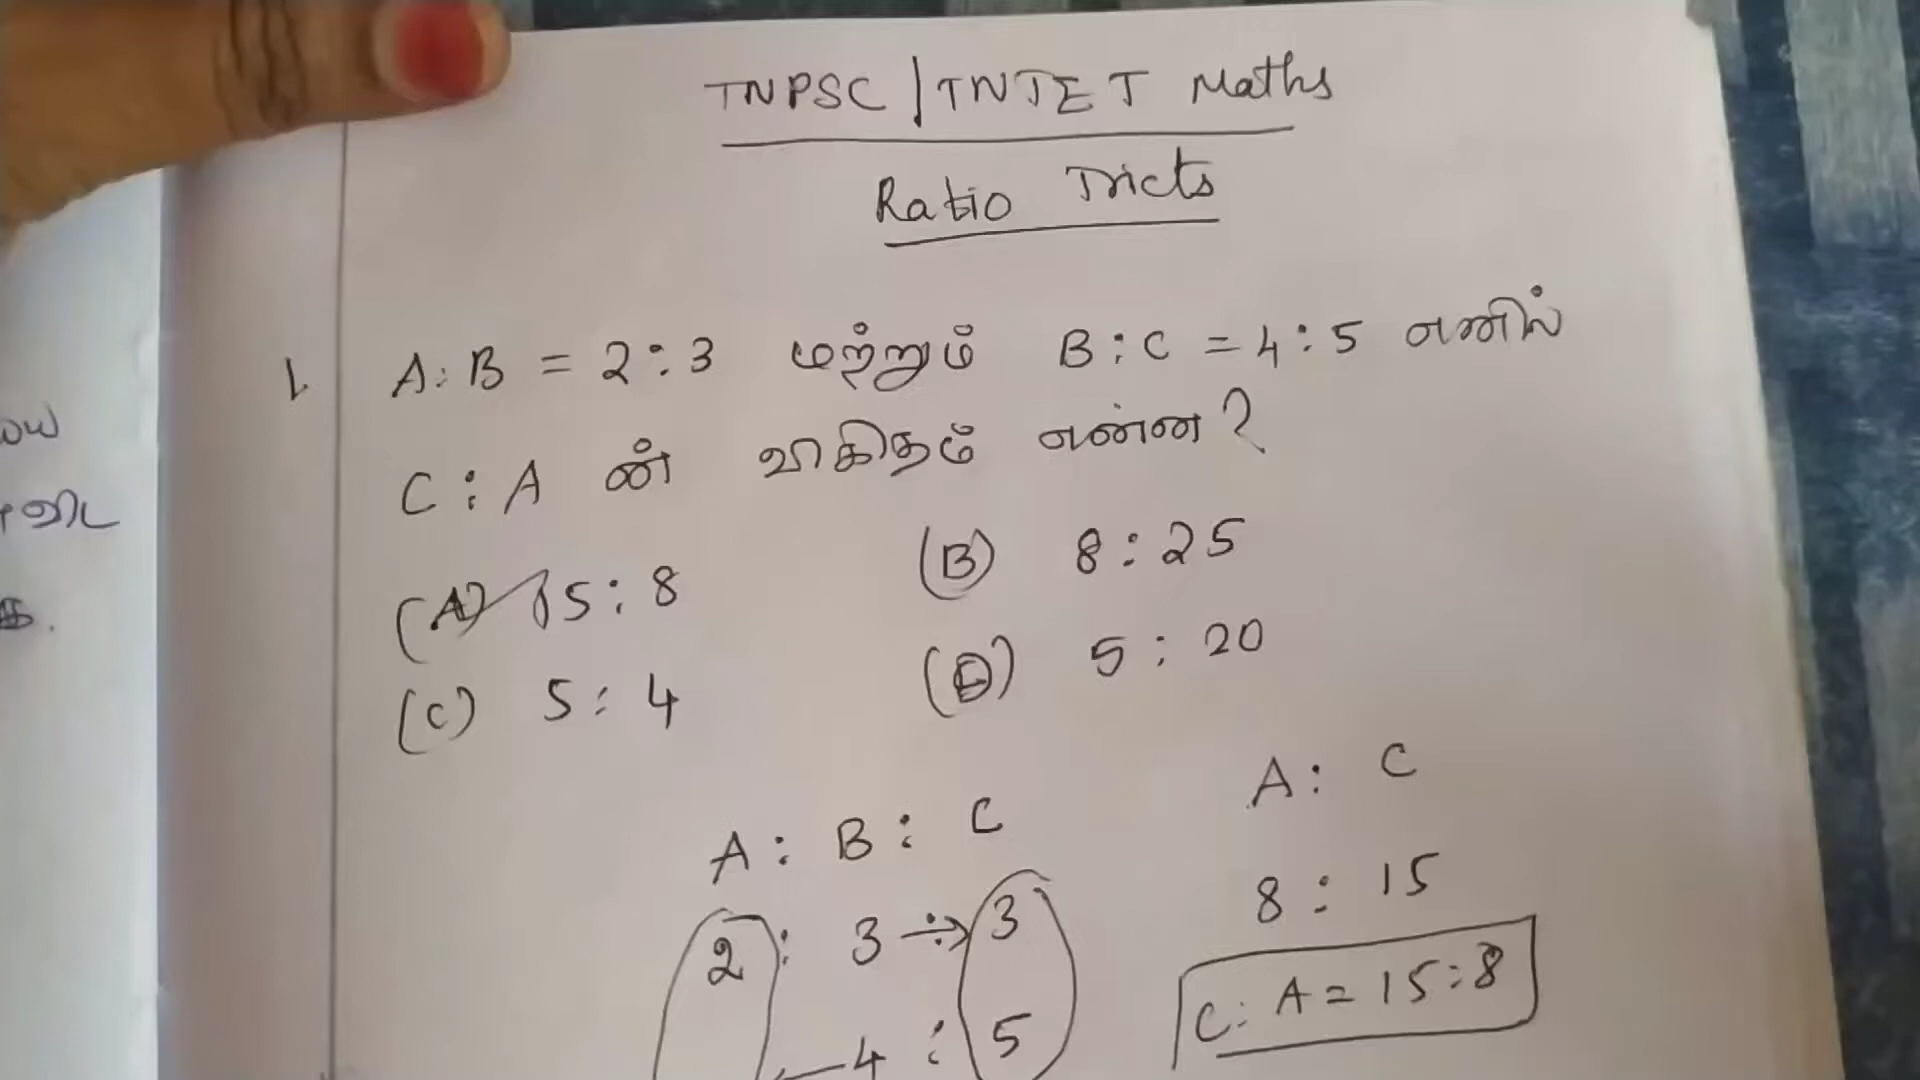 TNPSC | TNTET Maths
Ratio Tricts
1. A:B = 2:3 மற்றும் B:C = 4:5 எனில்
C:A ன் விகிதம் என்ன?
(A) 15:8 (B) 8:25
(C) 5:4 (D) 5:20
A: B: C
2: 3 → 3
4: 5
A: C
8: 15
C: A = 15:8